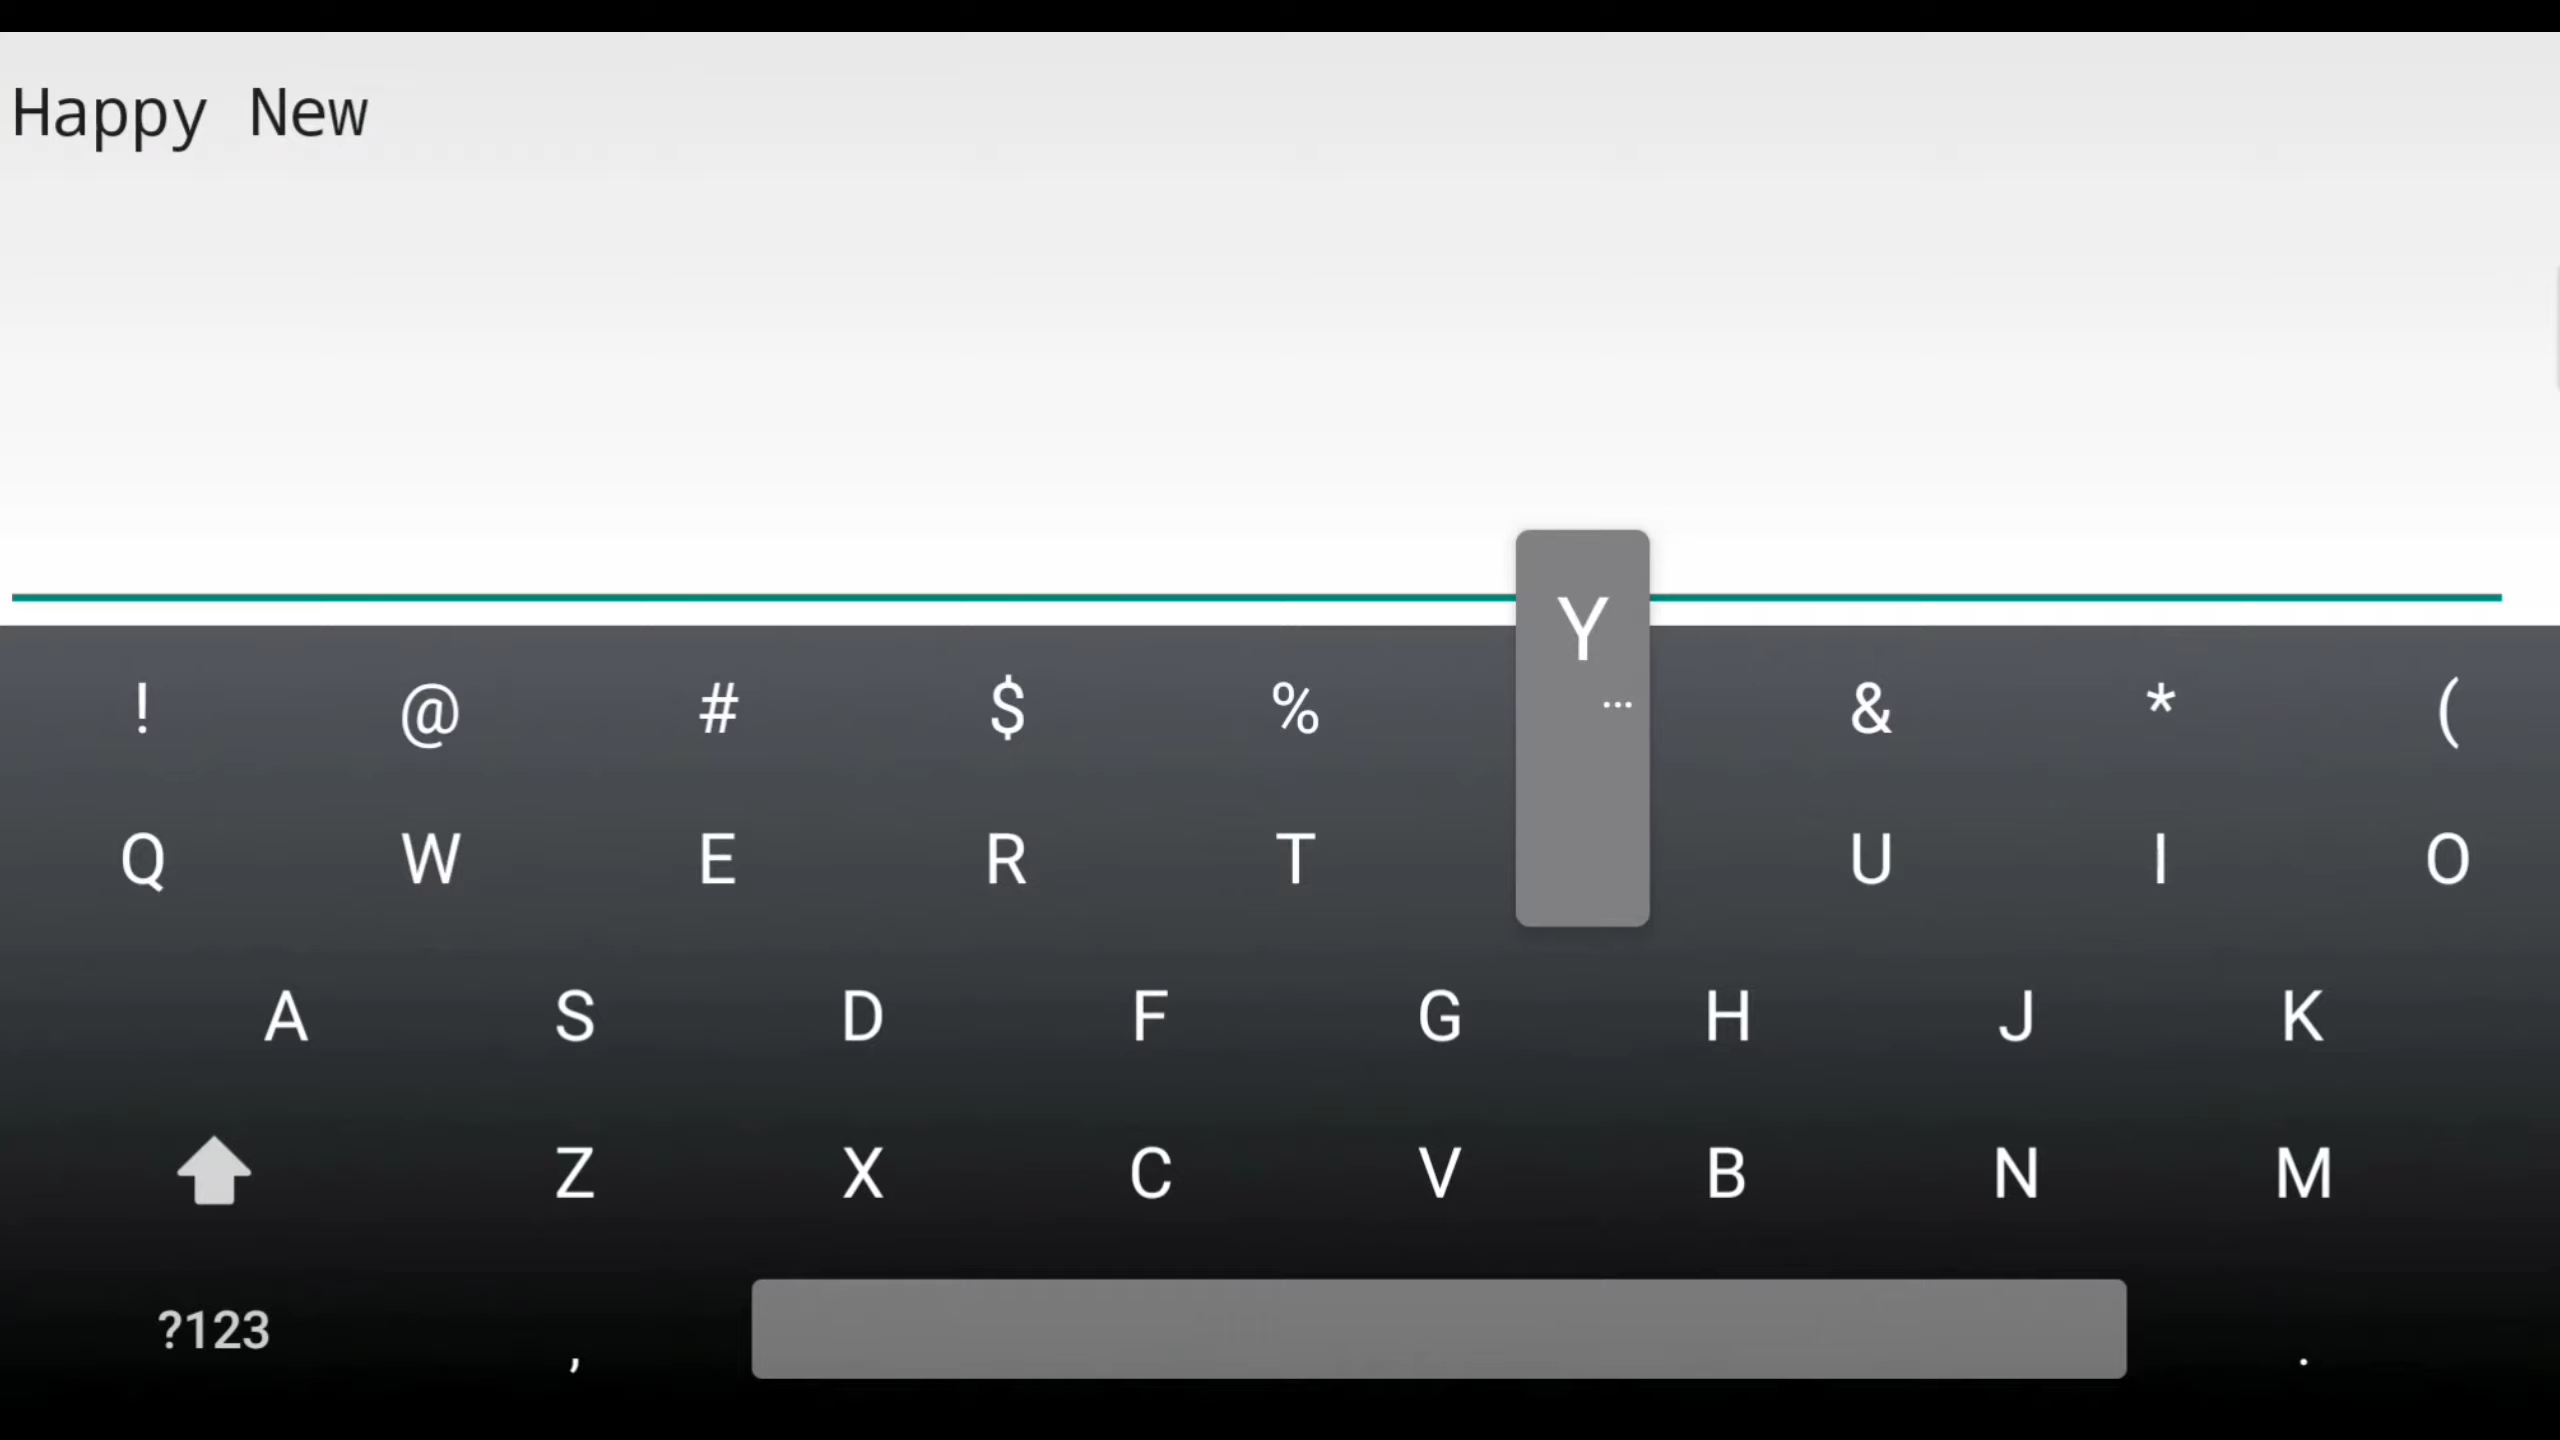 Happy New
Y
...
! @ # $ % & * (
Q W E R T U I O
A S D F G H J K
Z X C V B N M
?123 , .